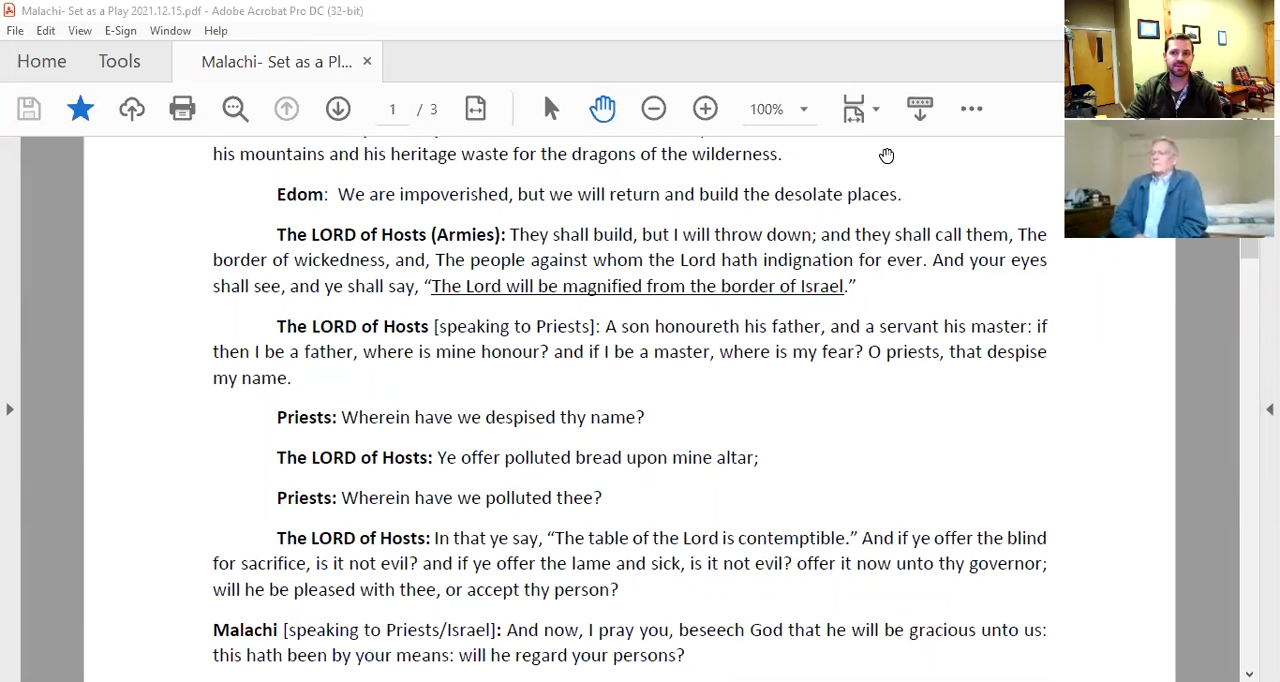 Malachi- Set as a Play 2021.12.15.pdf - Adobe Acrobat Pro DC (32-bit)
File Edit View E-Sign Window Help
Home Tools Malachi- Set as a Pl... ×
1 / 3 100%
his mountains and his heritage waste for the dragons of the wilderness.
Edom: We are impoverished, but we will return and build the desolate places.
The LORD of Hosts (Armies): They shall build, but I will throw down; and they shall call them, The
border of wickedness, and, The people against whom the Lord hath indignation for ever. And your eyes
shall see, and ye shall say, “The Lord will be magnified from the border of Israel.”
The LORD of Hosts [speaking to Priests]: A son honoureth his father, and a servant his master: if
then I be a father, where is mine honour? and if I be a master, where is my fear? O priests, that despise
my name.
Priests: Wherein have we despised thy name?
The LORD of Hosts: Ye offer polluted bread upon mine altar;
Priests: Wherein have we polluted thee?
The LORD of Hosts: In that ye say, “The table of the Lord is contemptible.” And if ye offer the blind
for sacrifice, is it not evil? and if ye offer the lame and sick, is it not evil? offer it now unto thy governor;
will he be pleased with thee, or accept thy person?
Malachi [speaking to Priests/Israel]: And now, I pray you, beseech God that he will be gracious unto us:
this hath been by your means: will he regard your persons?